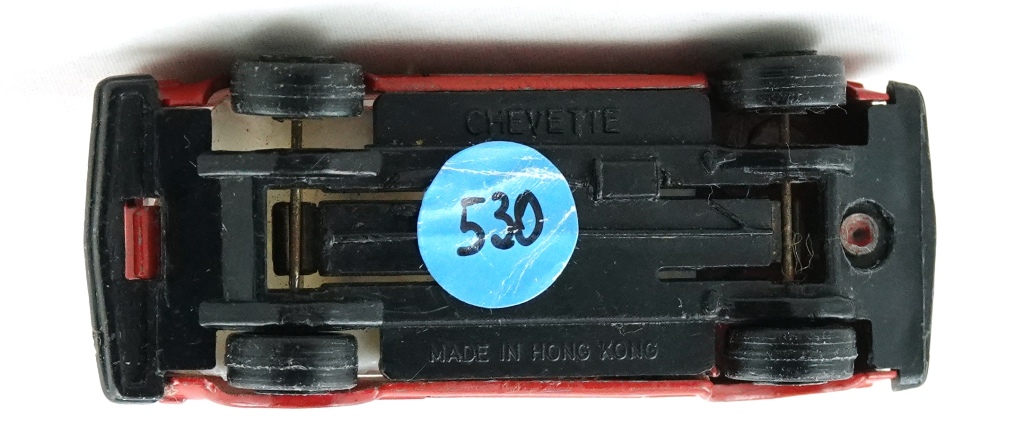 CHEVETTE
530
MADE IN HONG KONG